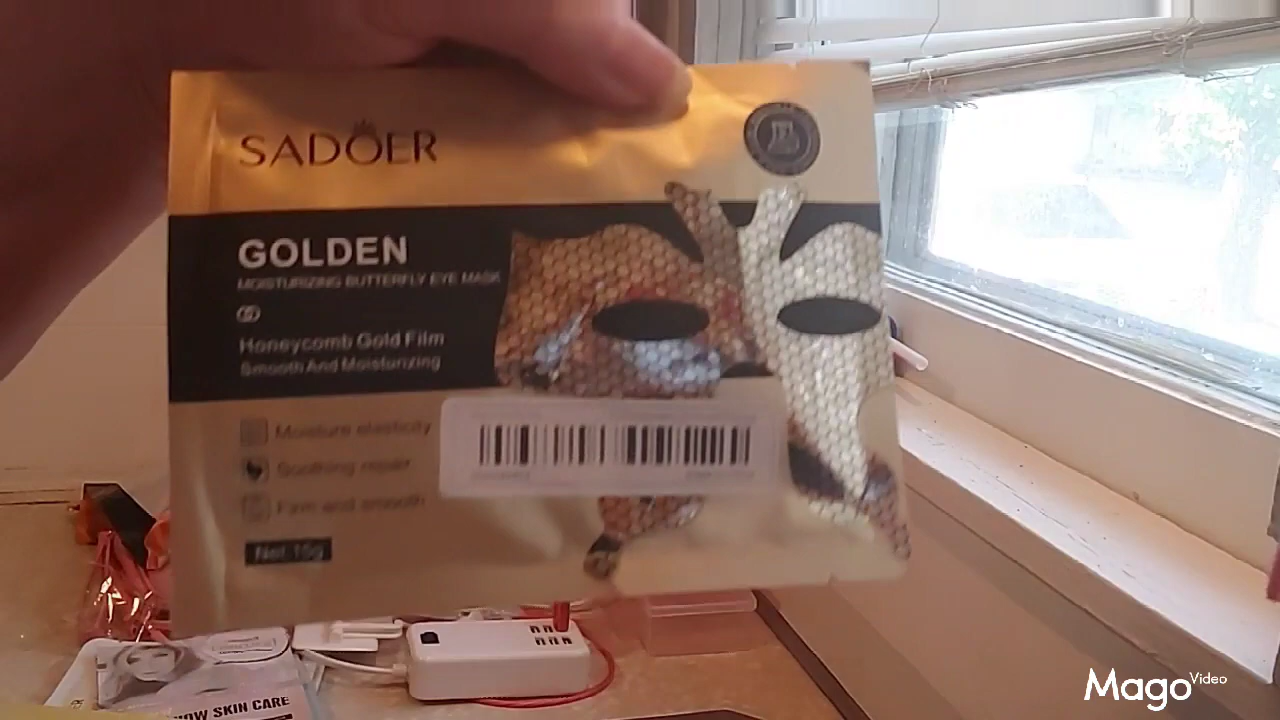 SADOER
GOLDEN
MOISTURIZING BUTTERFLY EYE MASK
Honeycomb Gold Film
Smooth And Moisturizing
Moisture elasticity
Soothing repair
Firm and smooth
Net:15g
OW SKIN CARE
Mago Video